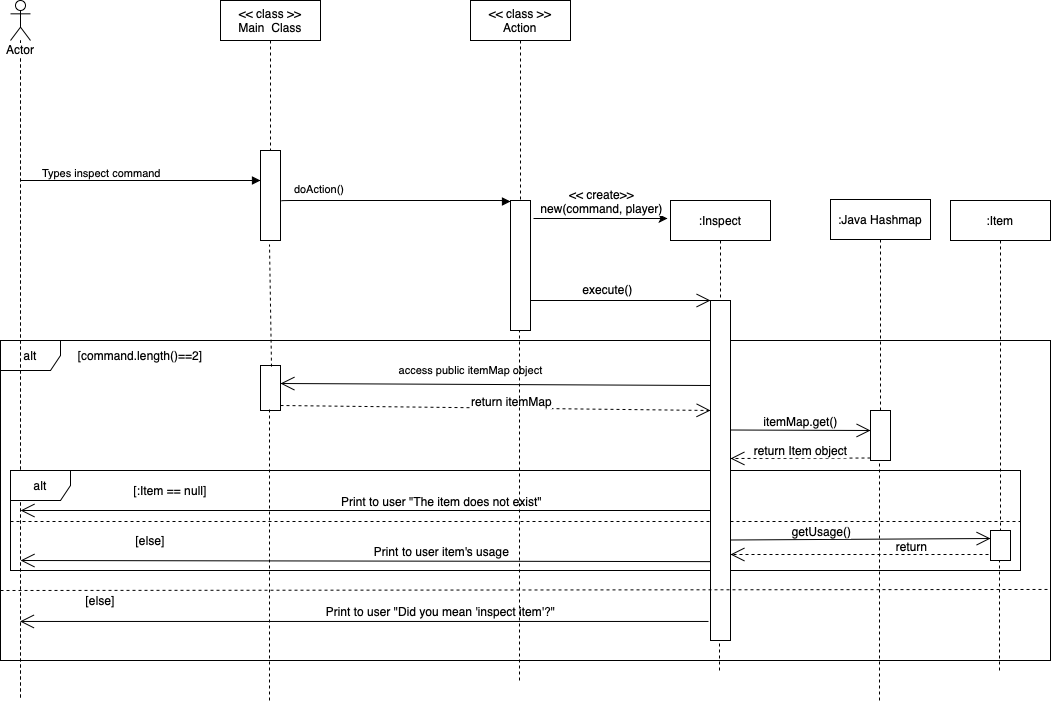 << class >>
Main  Class
<< class >>
Action
Actor
Types inspect command
doAction()
<< create>>
new(command, player)
:Inspect
:Java Hashmap
:Item
execute()
alt
[command.length()==2]
access public itemMap object
return itemMap
itemMap.get()
return Item object
alt
[:Item == null]
Print to user "The item does not exist"
getUsage()
[else]
return
Print to user item's usage
[else]
Print to user "Did you mean 'inspect item'?"